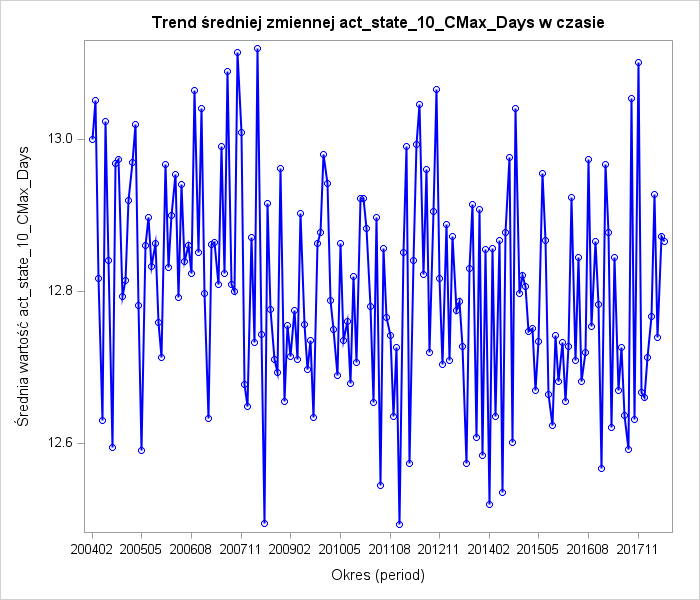 Trend średniej zmiennej act_state_10_CMax_Days w czasie
Średnia wartość act_state_10_CMax_Days
13.0
12.8
12.6
200402 200505 200608 200711 200902 201005 201108 201211 201402 201505 201608 201711
Okres (period)